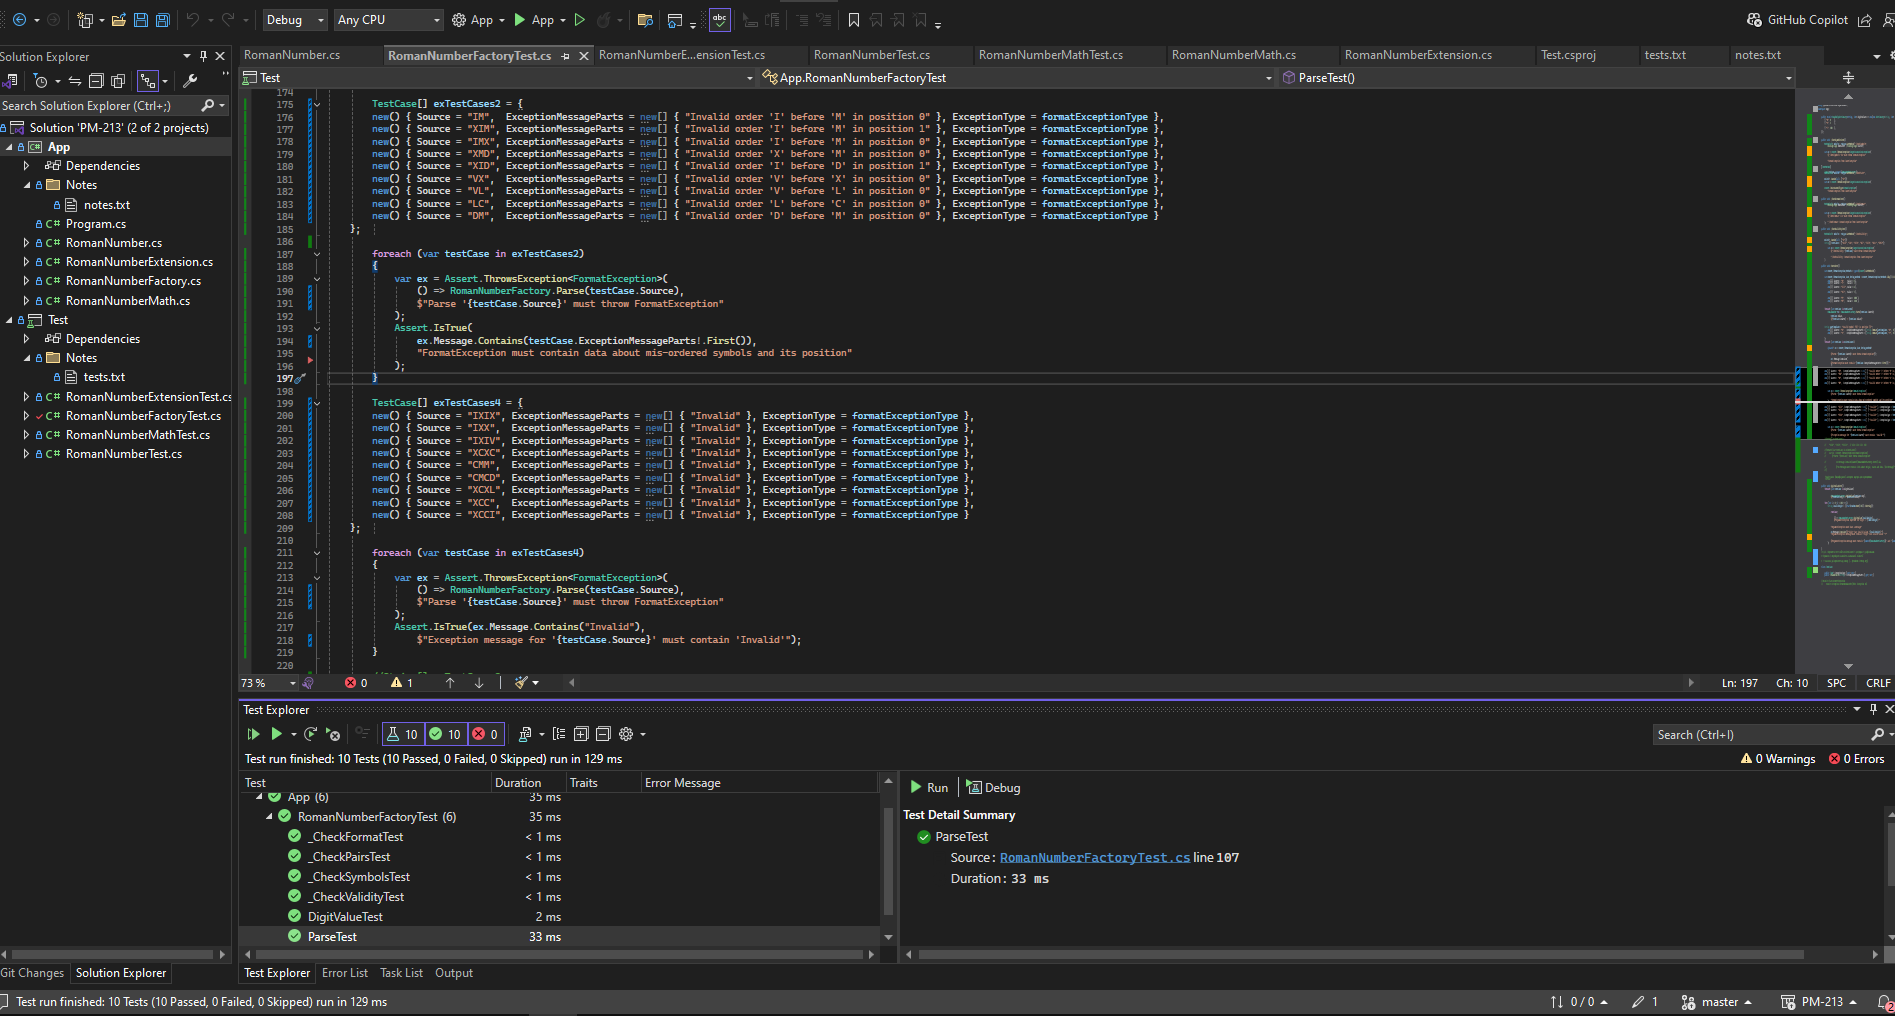 Debug
Any CPU
App
App
GitHub Copilot
Solution Explorer
Search Solution Explorer (Ctrl+;)
Solution 'PM-213' (2 of 2 projects)
App
Dependencies
Notes
notes.txt
Program.cs
C# RomanNumber.cs
C# RomanNumberExtension.cs
C# RomanNumberFactory.cs
C# RomanNumberMath.cs
Test
Dependencies
Notes
tests.txt
C# RomanNumberExtensionTest.cs
C# RomanNumberFactoryTest.cs
C# RomanNumberMathTest.cs
C# RomanNumberTest.cs
Git Changes
Solution Explorer
RomanNumber.cs
RomanNumberFactoryTest.cs
RomanNumberE...ensionTest.cs
RomanNumberTest.cs
RomanNumberMathTest.cs
RomanNumberMath.cs
RomanNumberExtension.cs
Test.csproj
tests.txt
notes.txt
Test
App.RomanNumberFactoryTest
ParseTest()
174
175 TestCase[] exTestCases2 = {
176 new() { Source = "IM", ExceptionMessageParts = new[] { "Invalid order 'I' before 'M' in position 0" }, ExceptionType = formatExceptionType },
177 new() { Source = "XIM", ExceptionMessageParts = new[] { "Invalid order 'I' before 'M' in position 1" }, ExceptionType = formatExceptionType },
178 new() { Source = "IMX", ExceptionMessageParts = new[] { "Invalid order 'I' before 'M' in position 0" }, ExceptionType = formatExceptionType },
179 new() { Source = "XMD", ExceptionMessageParts = new[] { "Invalid order 'X' before 'M' in position 0" }, ExceptionType = formatExceptionType },
180 new() { Source = "XID", ExceptionMessageParts = new[] { "Invalid order 'I' before 'D' in position 1" }, ExceptionType = formatExceptionType },
181 new() { Source = "VX", ExceptionMessageParts = new[] { "Invalid order 'V' before 'X' in position 0" }, ExceptionType = formatExceptionType },
182 new() { Source = "VL", ExceptionMessageParts = new[] { "Invalid order 'V' before 'L' in position 0" }, ExceptionType = formatExceptionType },
183 new() { Source = "LC", ExceptionMessageParts = new[] { "Invalid order 'L' before 'C' in position 0" }, ExceptionType = formatExceptionType },
184 new() { Source = "DM", ExceptionMessageParts = new[] { "Invalid order 'D' before 'M' in position 0" }, ExceptionType = formatExceptionType }
185 };
186
187 foreach (var testCase in exTestCases2)
188 {
189 var ex = Assert.ThrowsException<FormatException>(
190 () => RomanNumberFactory.Parse(testCase.Source),
191 $"Parse '{testCase.Source}' must throw FormatException"
192 );
193 Assert.IsTrue(
194 ex.Message.Contains(testCase.ExceptionMessageParts!.First()),
195 "FormatException must contain data about mis-ordered symbols and its position"
196 );
197 }
198
199 TestCase[] exTestCases4 = {
200 new() { Source = "IXIX", ExceptionMessageParts = new[] { "Invalid" }, ExceptionType = formatExceptionType },
201 new() { Source = "IXX", ExceptionMessageParts = new[] { "Invalid" }, ExceptionType = formatExceptionType },
202 new() { Source = "IXIV", ExceptionMessageParts = new[] { "Invalid" }, ExceptionType = formatExceptionType },
203 new() { Source = "XCXC", ExceptionMessageParts = new[] { "Invalid" }, ExceptionType = formatExceptionType },
204 new() { Source = "CMM", ExceptionMessageParts = new[] { "Invalid" }, ExceptionType = formatExceptionType },
205 new() { Source = "CMCD", ExceptionMessageParts = new[] { "Invalid" }, ExceptionType = formatExceptionType },
206 new() { Source = "XCXL", ExceptionMessageParts = new[] { "Invalid" }, ExceptionType = formatExceptionType },
207 new() { Source = "XCC", ExceptionMessageParts = new[] { "Invalid" }, ExceptionType = formatExceptionType },
208 new() { Source = "XCCI", ExceptionMessageParts = new[] { "Invalid" }, ExceptionType = formatExceptionType }
209 };
210
211 foreach (var testCase in exTestCases4)
212 {
213 var ex = Assert.ThrowsException<FormatException>(
214 () => RomanNumberFactory.Parse(testCase.Source),
215 $"Parse '{testCase.Source}' must throw FormatException"
216 );
217 Assert.IsTrue(ex.Message.Contains("Invalid"),
218 $"Exception message for '{testCase.Source}' must contain 'Invalid'");
219 }
220
73 %
0
1
Ln: 197 Ch: 10 SPC CRLF
Test Explorer
10 10 0
Search (Ctrl+I)
Test run finished: 10 Tests (10 Passed, 0 Failed, 0 Skipped) run in 129 ms
0 Warnings 0 Errors
Test Duration Traits Error Message
App (6) 35 ms
RomanNumberFactoryTest (6) 35 ms
_CheckFormatTest < 1 ms
_CheckPairsTest < 1 ms
_CheckSymbolsTest < 1 ms
_CheckValidityTest < 1 ms
DigitValueTest 2 ms
ParseTest 33 ms
Run Debug
Test Detail Summary
ParseTest
Source: RomanNumberFactoryTest.cs line 107
Duration: 33 ms
Test Explorer Error List Task List Output
Test run finished: 10 Tests (10 Passed, 0 Failed, 0 Skipped) run in 129 ms
0 / 0
1
master
PM-213
2